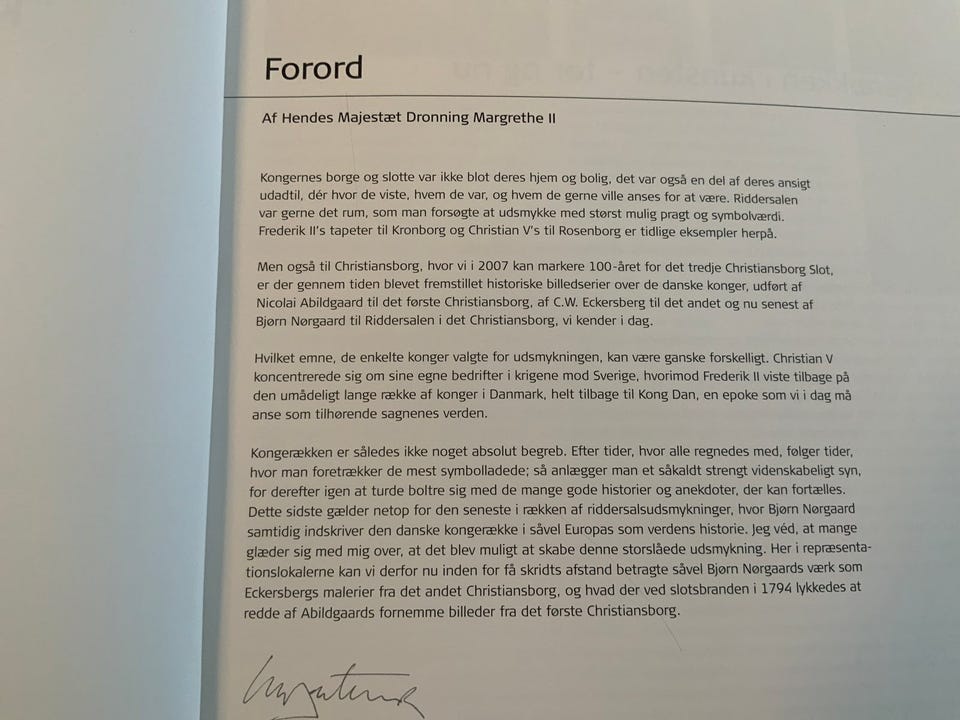 Forord
Af Hendes Majestæt Dronning Margrethe II
Kongernes borge og slotte var ikke blot deres hjem og bolig, det var også en del af deres ansigt
udadtil, dér hvor de viste, hvem de var, og hvem de gerne ville anses for at være. Riddersalen
var gerne det rum, som man forsøgte at udsmykke med størst mulig pragt og symbolværdi.
Frederik II's tapeter til Kronborg og Christian V's til Rosenborg er tidlige eksempler herpå.
Men også til Christiansborg, hvor vi i 2007 kan markere 100-året for det tredje Christiansborg Slot,
er der gennem tiden blevet fremstillet historiske billedserier over de danske konger, udført af
Nicolai Abildgaard til det første Christiansborg, af C.W. Eckersberg til det andet og nu senest af
Bjørn Nørgaard til Riddersalen i det Christiansborg, vi kender i dag.
Hvilket emne, de enkelte konger valgte for udsmykningen, kan være ganske forskelligt. Christian V
koncentrerede sig om sine egne bedrifter i krigene mod Sverige, hvorimod Frederik II viste tilbage på
den umådeligt lange række af konger i Danmark, helt tilbage til Kong Dan, en epoke som vi i dag må
anse som tilhørende sagnenes verden.
Kongerækken er således ikke noget absolut begreb. Efter tider, hvor alle regnedes med, følger tider,
hvor man foretrækker de mest symbolladede; så anlægger man et såkaldt strengt videnskabeligt syn,
for derefter igen at turde boltre sig med de mange gode historier og anekdoter, der kan fortælles.
Dette sidste gælder netop for den seneste i rækken af riddersalsudsmykninger, hvor Bjørn Nørgaard
samtidig indskriver den danske kongerække i såvel Europas som verdens historie. Jeg véd, at mange
glæder sig med mig over, at det blev muligt at skabe denne storslåede udsmykning. Her i repræsenta-
tionslokalerne kan vi derfor nu inden for få skridts afstand betragte såvel Bjørn Nørgaards værk som
Eckersbergs malerier fra det andet Christiansborg, og hvad der ved slotsbranden i 1794 lykkedes at
redde af Abildgaards fornemme billeder fra det første Christiansborg.